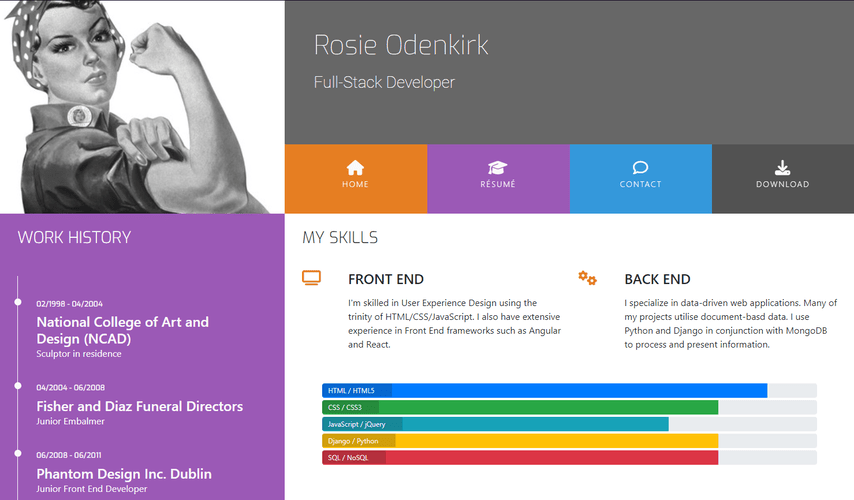 Rosie Odenkirk
Full-Stack Developer
HOME
RÉSUMÉ
CONTACT
DOWNLOAD
WORK HISTORY
02/1998 - 04/2004
National College of Art and
Design (NCAD)
Sculptor in residence
04/2004 - 06/2008
Fisher and Diaz Funeral Directors
Junior Embalmer
06/2008 - 06/2011
Phantom Design Inc. Dublin
Junior Front End Developer
MY SKILLS
FRONT END
I'm skilled in User Experience Design using the
trinity of HTML/CSS/JavaScript. I also have extensive
experience in Front End frameworks such as Angular
and React.
BACK END
I specialize in data-driven web applications. Many of
my projects utilise document-basd data. I use
Python and Django in conjunction with MongoDB
to process and present information.
HTML / HTML5
CSS / CSS3
JavaScript / jQuery
Django / Python
SQL / NoSQL